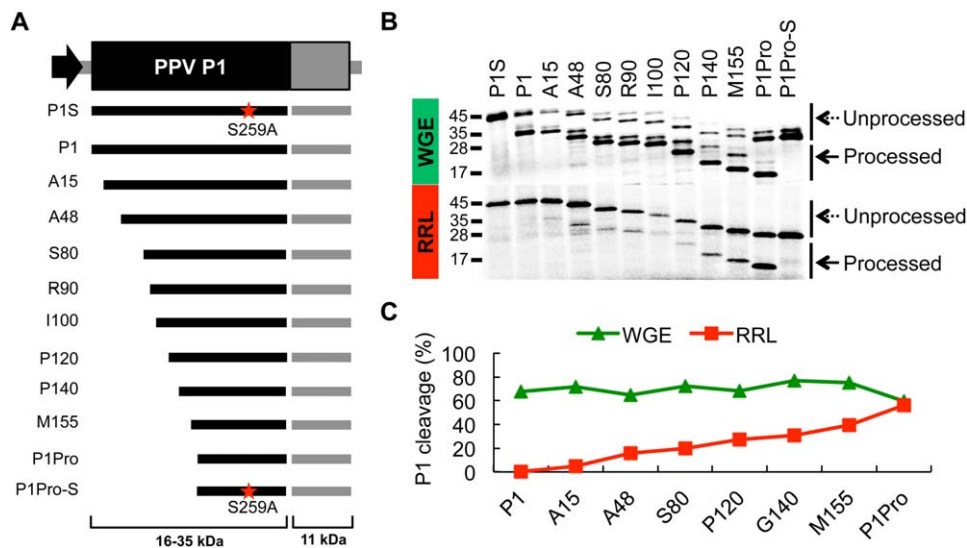 A
PPV P1
P1S
S259A
P1
A15
A48
S80
R90
I100
P120
P140
M155
P1Pro
P1Pro-S
S259A
16-35 kDa
11 kDa
B
P1S P1 A15 A48 S80 R90 I100 P120 P140 M155 P1Pro P1Pro-S
WGE
45
35
28
17
Unprocessed
Processed
RRL
45
35
28
17
Unprocessed
Processed
C
WGE RRL
P1 cleavage (%)
100
80
60
40
20
0
P1 A15 A48 S80 P120 G140 M155 P1Pro